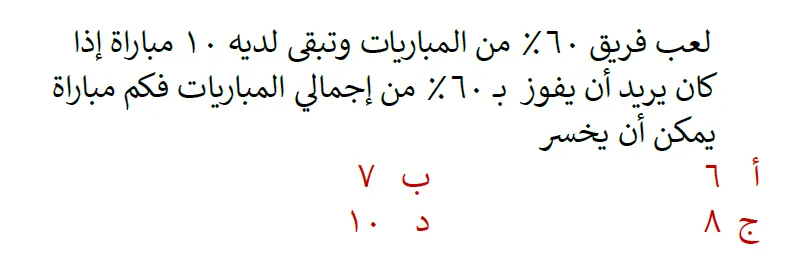 لعب فريق ٦٠٪ من المباريات وتبقى لديه ١٠ مباراة إذا
كان يريد أن يفوز بـ ٦٠٪ من إجمالي المباريات فكم مباراة
يمكن أن يخسر
أ ٦ ب ٧
ج ٨ د ١٠